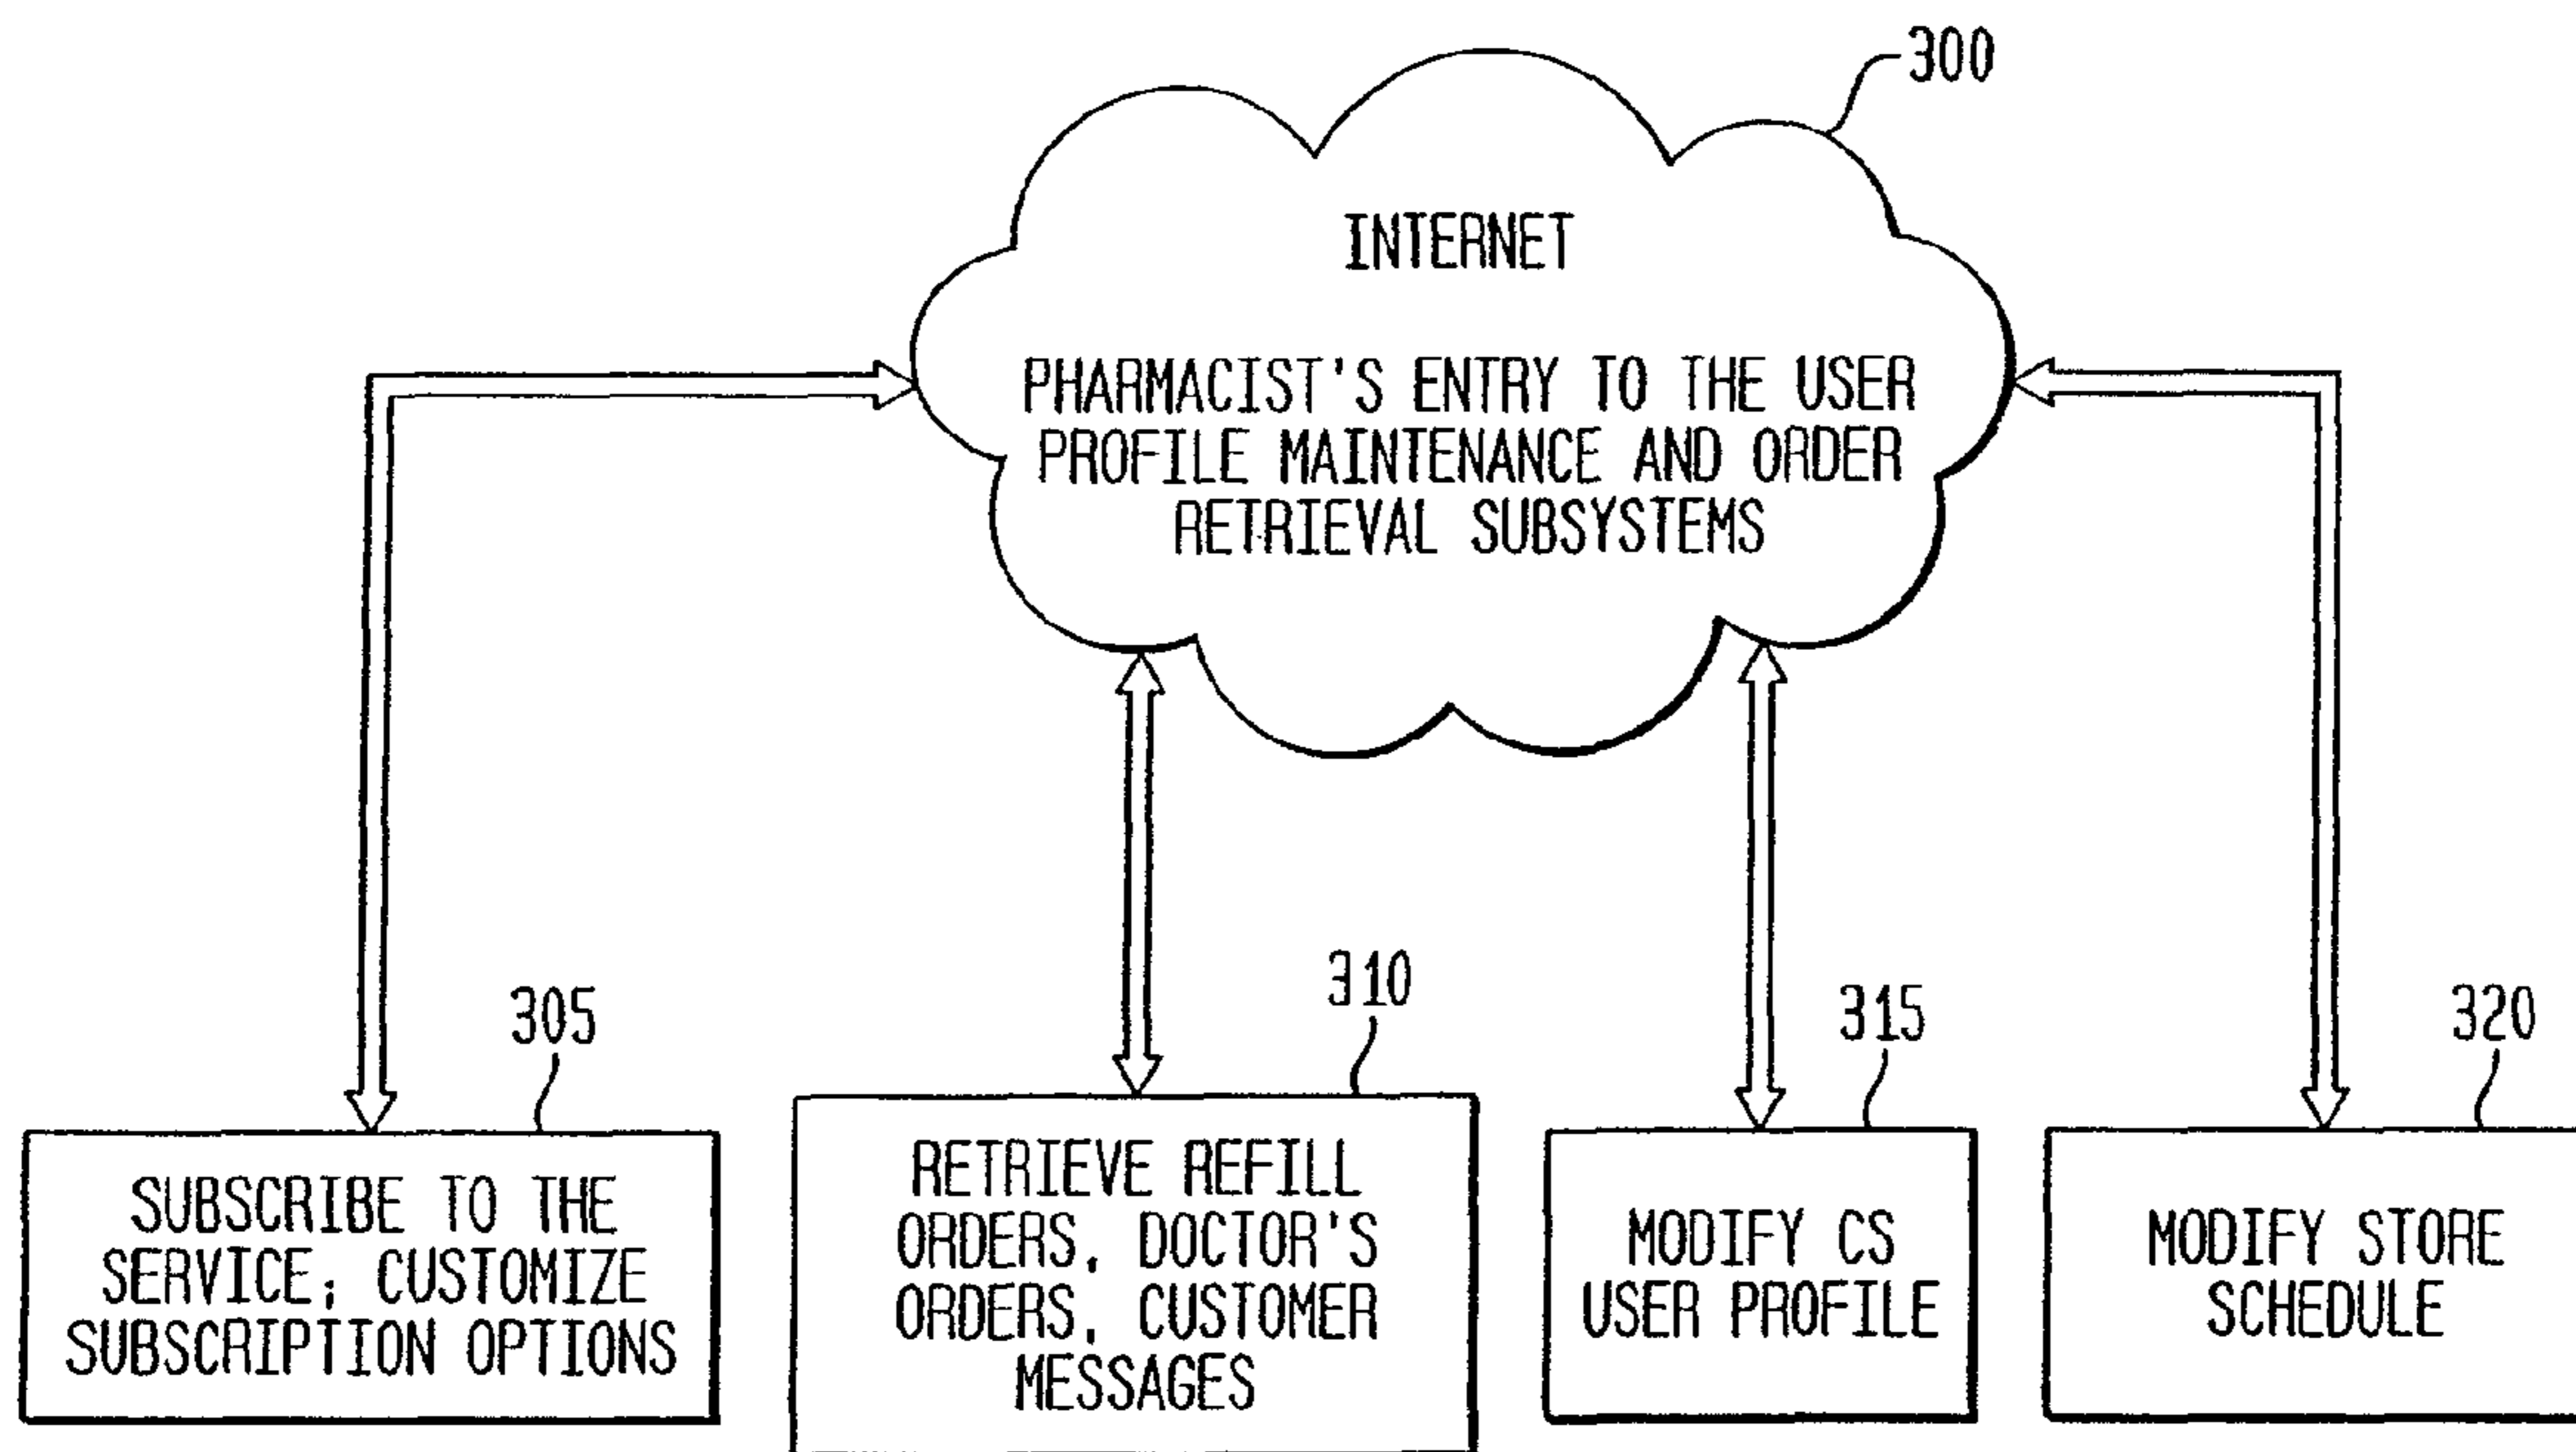 300
INTERNET
PHARMACIST'S ENTRY TO THE USER
PROFILE MAINTENANCE AND ORDER
RETRIEVAL SUBSYSTEMS
305
SUBSCRIBE TO THE
SERVICE; CUSTOMIZE
SUBSCRIPTION OPTIONS
310
RETRIEVE REFILL
ORDERS, DOCTOR'S
ORDERS, CUSTOMER
MESSAGES
315
MODIFY CS
USER PROFILE
320
MODIFY STORE
SCHEDULE